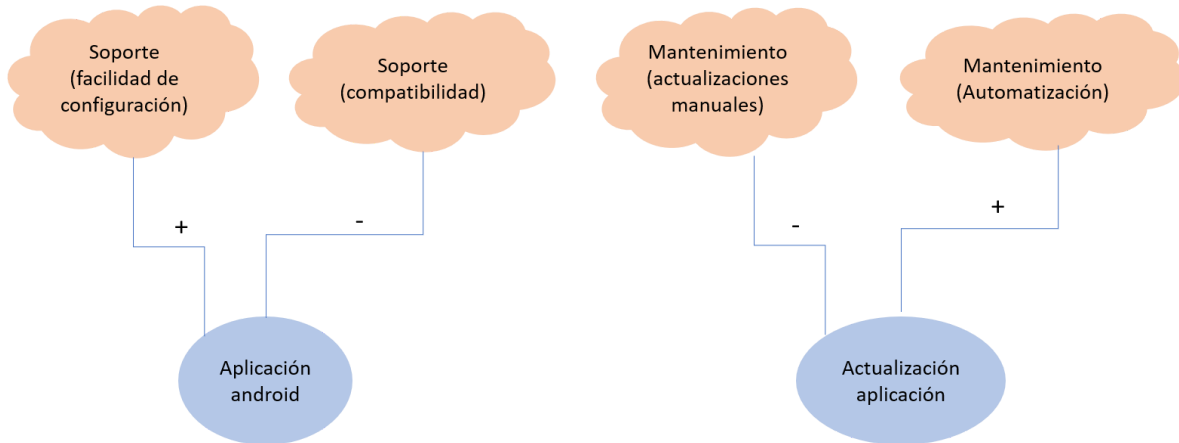 Soporte
(facilidad de
configuración)
Soporte
(compatibilidad)
Mantenimiento
(actualizaciones
manuales)
Mantenimiento
(Automatización)
+
-
-
+
Aplicación
android
Actualización
aplicación